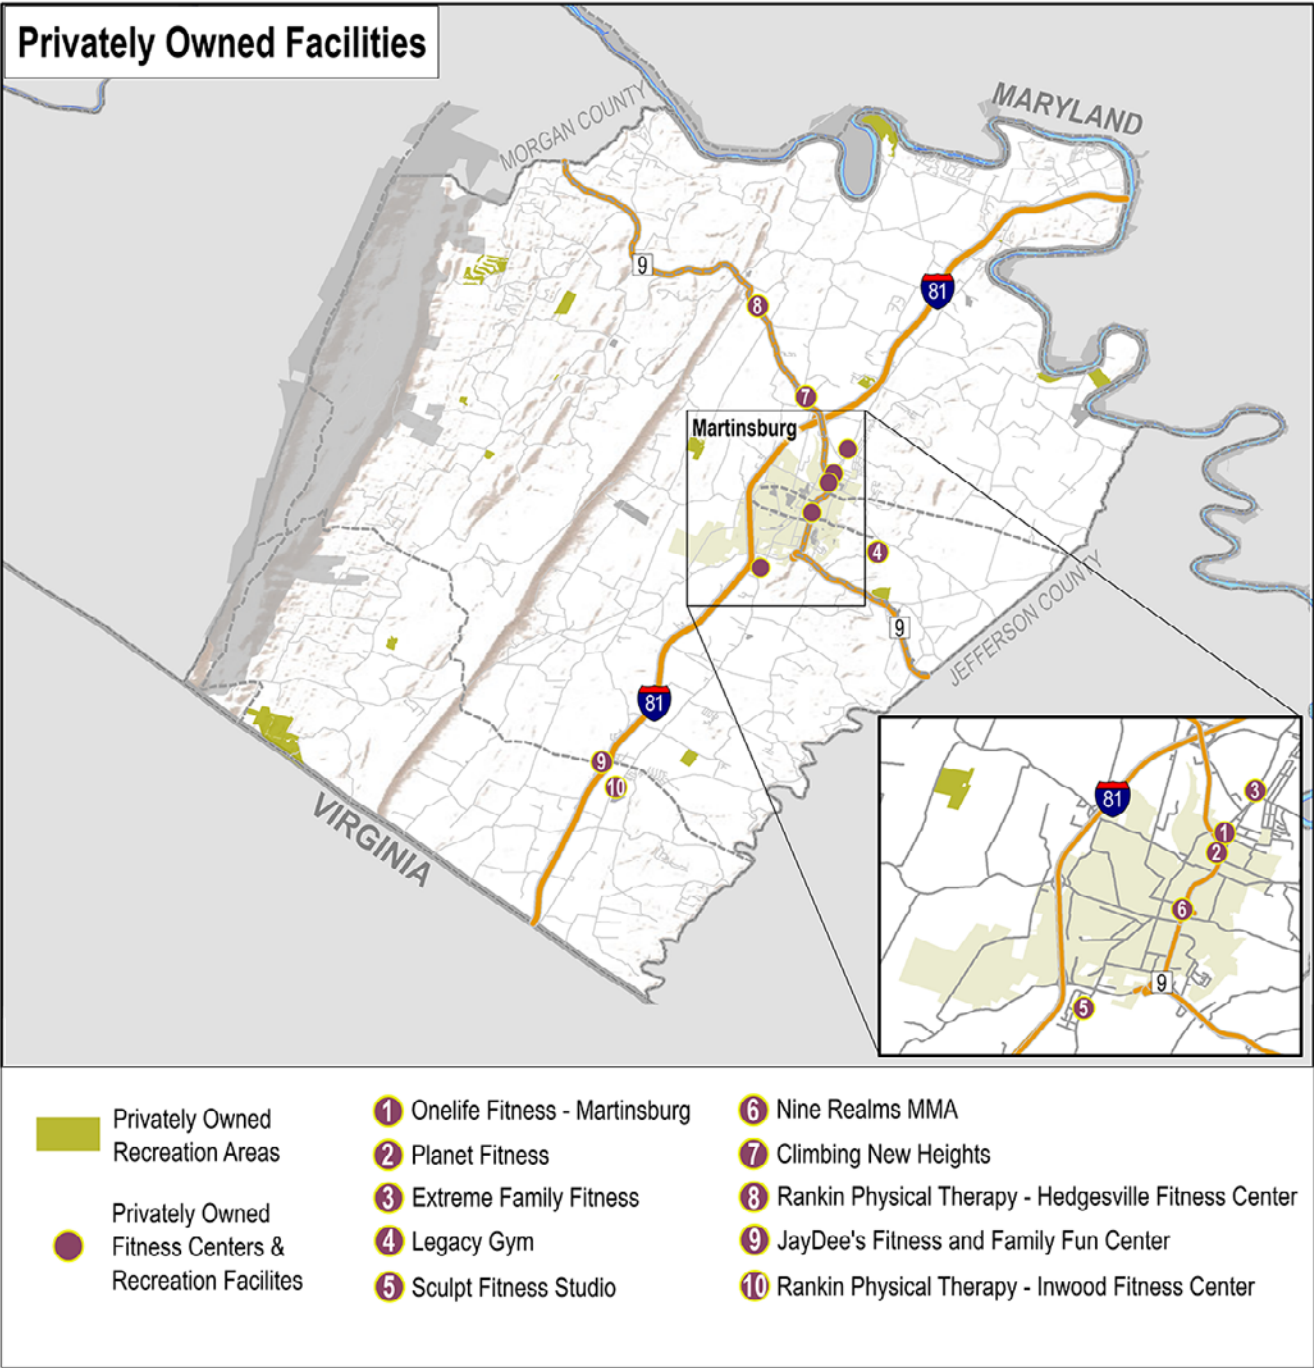 Privately Owned Facilities
MORGAN COUNTY
MARYLAND
9
81
8
7
Martinsburg
4
9
JEFFERSON COUNTY
81
9
10
VIRGINIA
81
3
1
2
6
9
5
Privately Owned
Recreation Areas
Privately Owned
Fitness Centers &
Recreation Facilites
1 Onelife Fitness - Martinsburg
2 Planet Fitness
3 Extreme Family Fitness
4 Legacy Gym
5 Sculpt Fitness Studio
6 Nine Realms MMA
7 Climbing New Heights
8 Rankin Physical Therapy - Hedgesville Fitness Center
9 JayDee's Fitness and Family Fun Center
10 Rankin Physical Therapy - Inwood Fitness Center